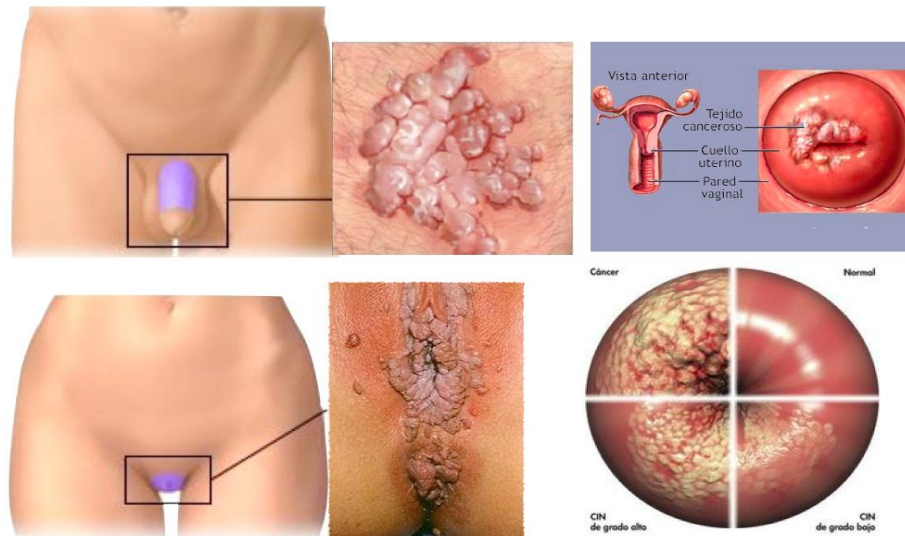 Vista anterior
Tejido
canceroso
Cuello
uterino
Pared
vaginal
Cáncer
Normal
CIN
de grado alto
CIN
de grado bajo